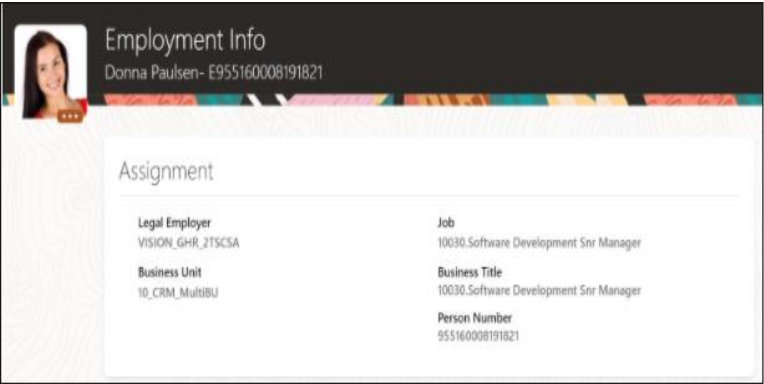 Employment Info
Donna Paulsen- E955160008191821
Assignment
Legal Employer
VISION_GHR_2TSCSA
Business Unit
10_CRM_MultiBU
Job
10030.Software Development Snr Manager
Business Title
10030.Software Development Snr Manager
Person Number
955160008191821